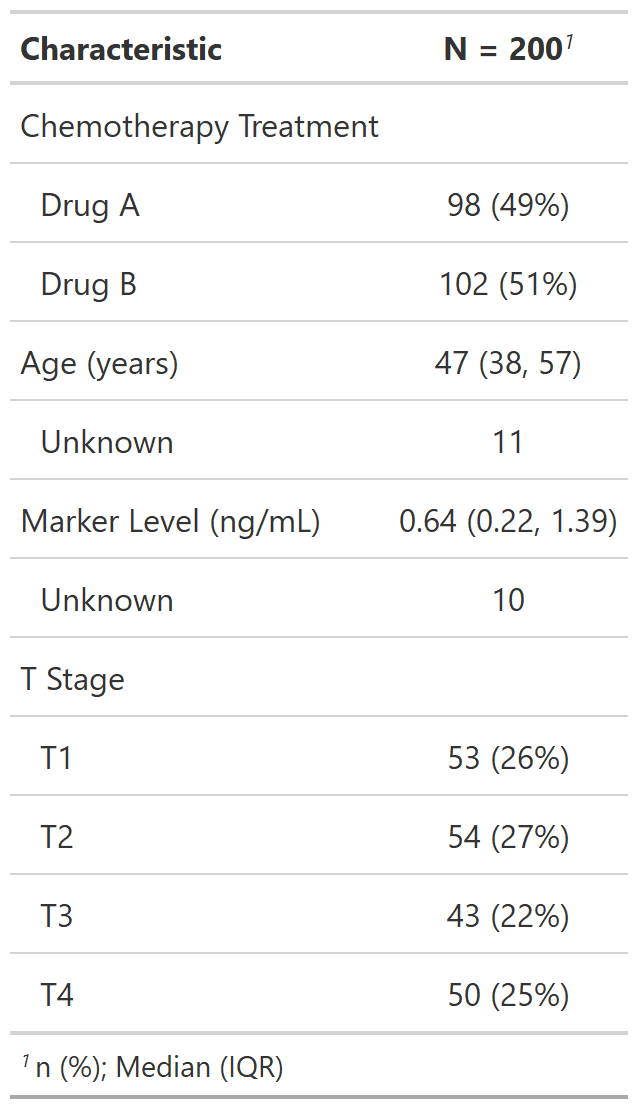 Characteristic N = 200¹
Chemotherapy Treatment
Drug A 98 (49%)
Drug B 102 (51%)
Age (years) 47 (38, 57)
Unknown 11
Marker Level (ng/mL) 0.64 (0.22, 1.39)
Unknown 10
T Stage
T1 53 (26%)
T2 54 (27%)
T3 43 (22%)
T4 50 (25%)
¹ n (%); Median (IQR)